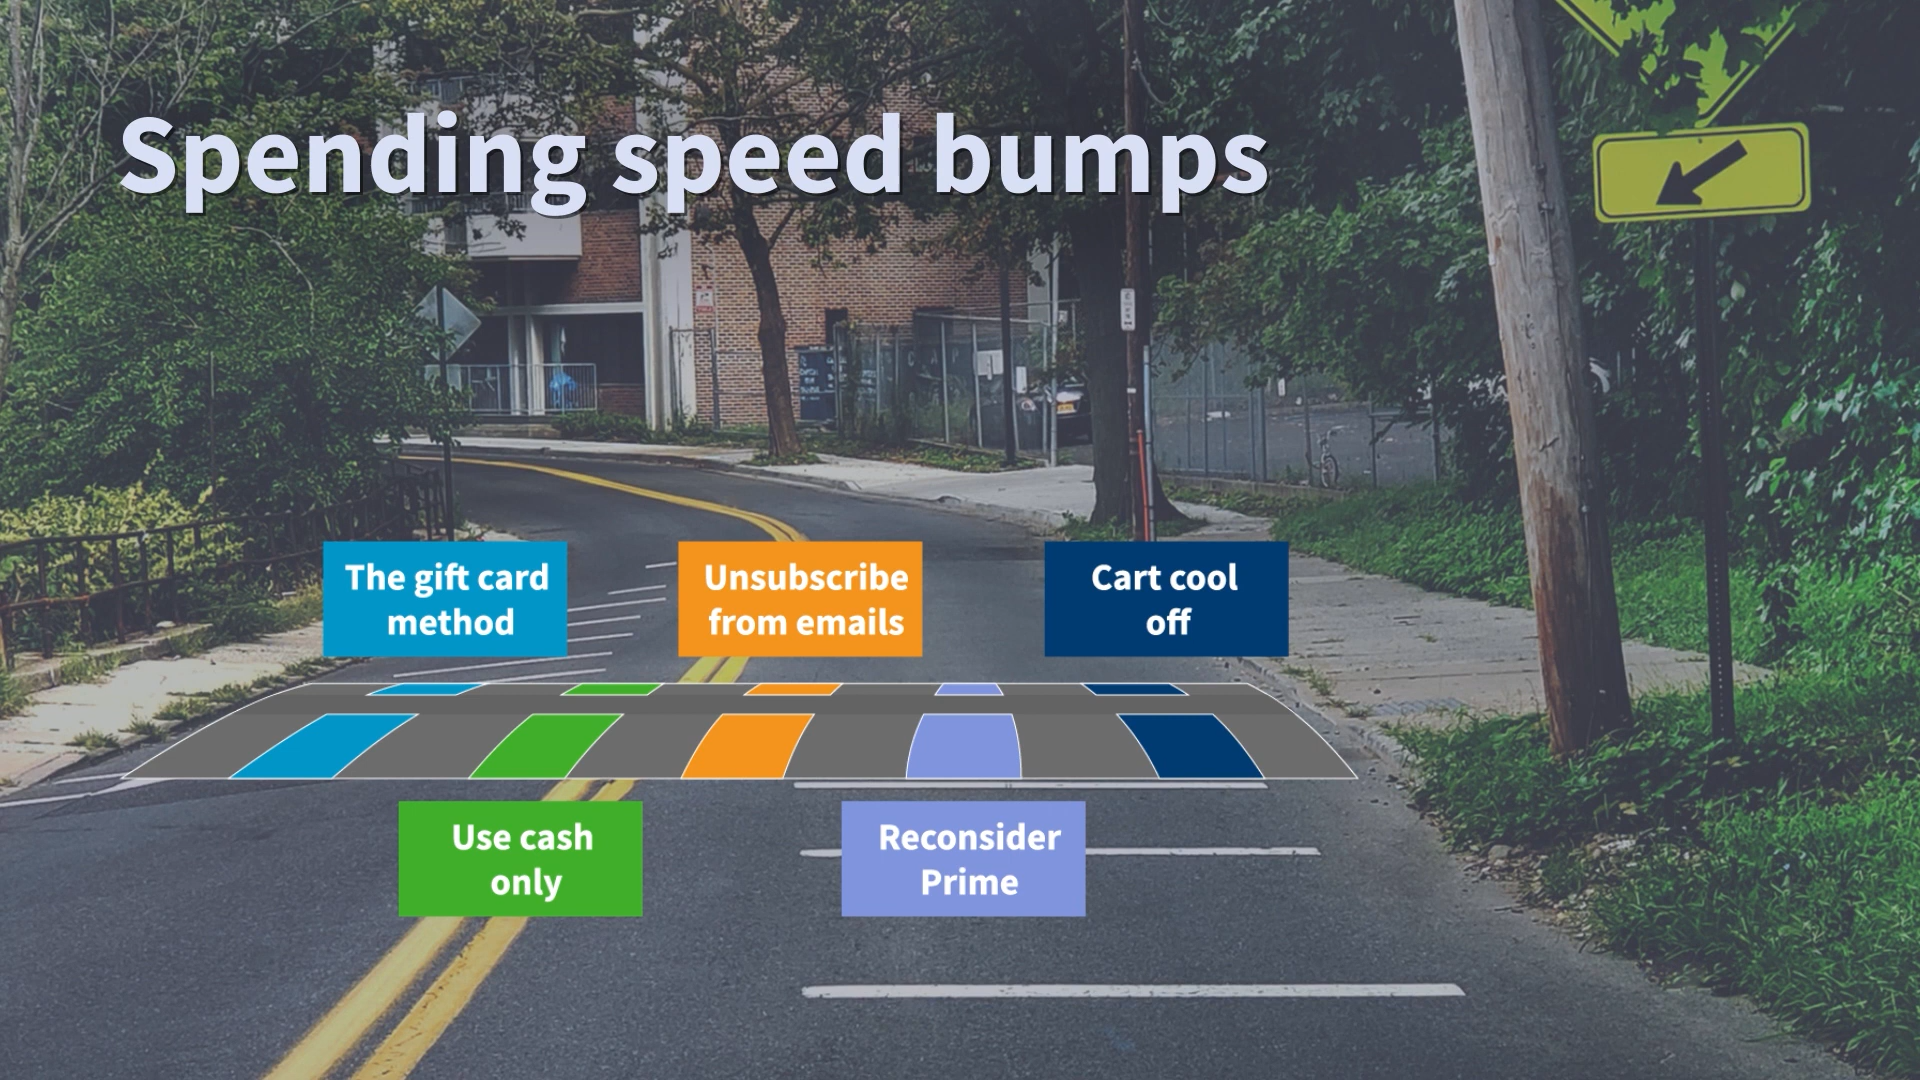 Spending speed bumps
The gift card
method
Unsubscribe
from emails
Cart cool
off
Use cash
only
Reconsider
Prime